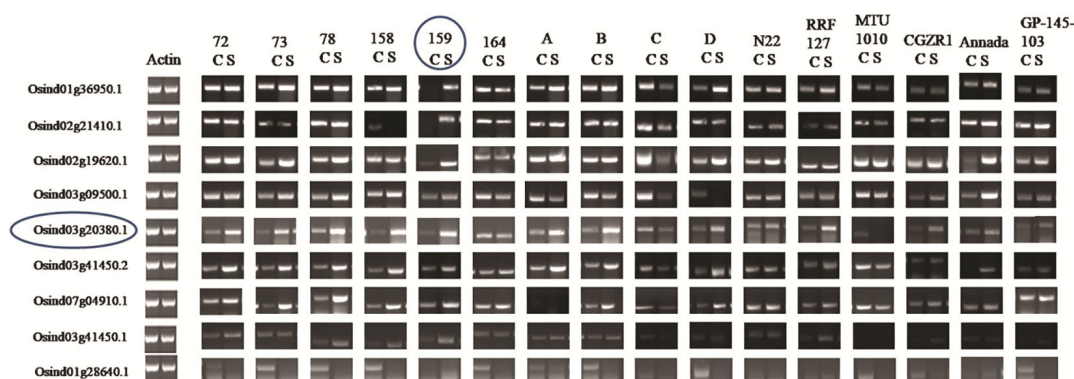 72 73 78 158 159 164 A B C D N22 RRF 127 MTU 1010 CGZR1 Annada GP-145-103
Actin C S C S C S C S C S C S C S C S C S C S C S C S C S C S C S C S
Osind01g36950.1
Osind02g21410.1
Osind02g19620.1
Osind03g09500.1
Osind03g20380.1
Osind03g41450.2
Osind07g04910.1
Osind03g41450.1
Osind01g28640.1